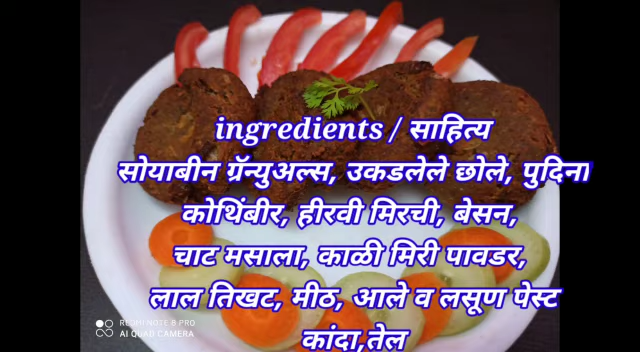 ingredients / साहित्य
सोयाबीन ग्रॅन्युअल्स, उकडलेले छोले, पुदिना
कोथिंबीर, हीरवी मिरची, बेसन,
चाट मसाला, काळी मिरी पावडर,
लाल तिखट, मीठ, आले व लसूण पेस्ट
कांदा,तेल
REDMI NOTE 8 PRO
AI QUAD CAMERA